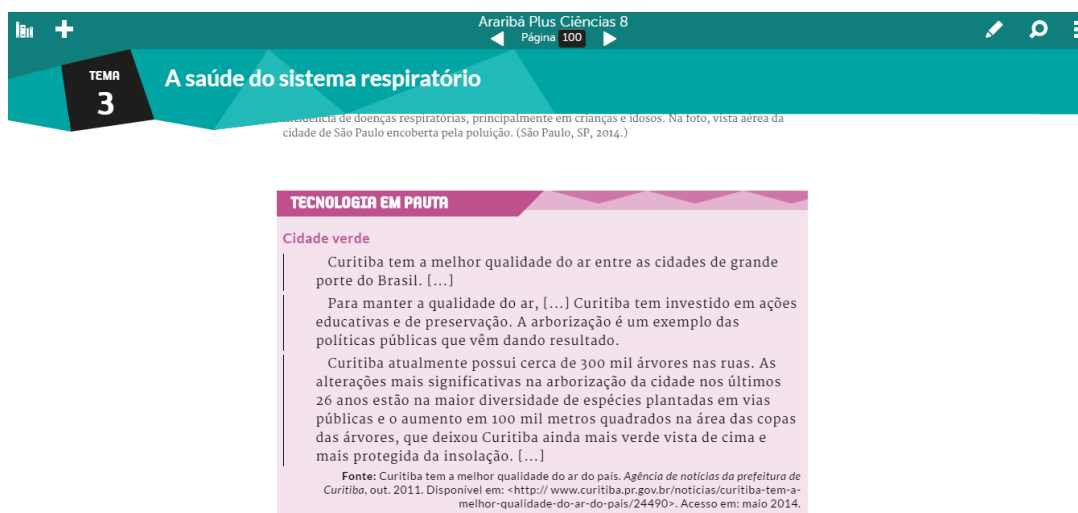 Araribá Plus Ciências 8
Página 100
TEMA
3
A saúde do sistema respiratório
incidência de doenças respiratórias, principalmente em crianças e idosos. Na foto, vista aérea da
cidade de São Paulo encoberta pela poluição. (São Paulo, SP, 2014.)
TECNOLOGIA EM PAUTA
Cidade verde
Curitiba tem a melhor qualidade do ar entre as cidades de grande
porte do Brasil. [...]
Para manter a qualidade do ar, [...] Curitiba tem investido em ações
educativas e de preservação. A arborização é um exemplo das
políticas públicas que vêm dando resultado.
Curitiba atualmente possui cerca de 300 mil árvores nas ruas. As
alterações mais significativas na arborização da cidade nos últimos
26 anos estão na maior diversidade de espécies plantadas em vias
públicas e o aumento em 100 mil metros quadrados na área das copas
das árvores, que deixou Curitiba ainda mais verde vista de cima e
mais protegida da insolação. [...]
Fonte: Curitiba tem a melhor qualidade do ar do país. Agência de notícias da prefeitura de
Curitiba, out. 2011. Disponível em: <http:// www.curitiba.pr.gov.br/noticias/curitiba-tem-a-
melhor-qualidade-do-ar-do-pais/24490>. Acesso em: maio 2014.